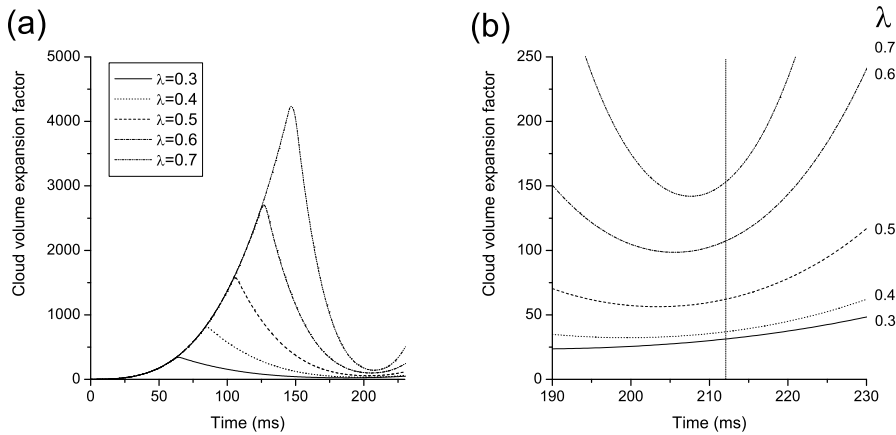 (a)
Cloud volume expansion factor
5000
4000
3000
2000
1000
0
λ=0.3
λ=0.4
λ=0.5
λ=0.6
λ=0.7
0 50 100 150 200
Time (ms)
(b)
Cloud volume expansion factor
250
200
150
100
50
0
190 200 210 220 230
Time (ms)
λ
0.7
0.6
0.5
0.4
0.3